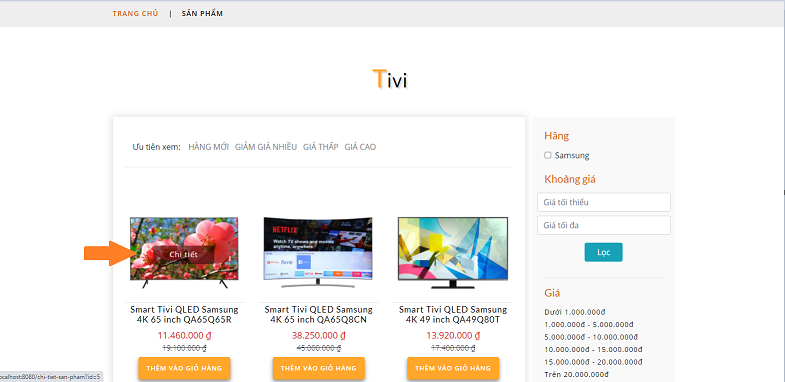 TRANG CHỦ | SẢN PHẨM
Tivi
Ưu tiên xem: HÀNG MỚI GIẢM GIÁ NHIỀU GIÁ THẤP GIÁ CAO
Chi tiết
NETFLIX
Watch TV shows and movies
anytime, anywhere.
Smart Tivi QLED Samsung
4K 65 inch QA65Q65R
11.460.000 ₫
19.100.000 ₫
THÊM VÀO GIỎ HÀNG
Smart Tivi QLED Samsung
4K 65 inch QA65Q8CN
38.250.000 ₫
45.000.000 ₫
THÊM VÀO GIỎ HÀNG
Smart Tivi QLED Samsung
4K 49 inch QA49Q80T
13.920.000 ₫
17.400.000 ₫
THÊM VÀO GIỎ HÀNG
Hãng
Samsung
Khoảng giá
Giá tối thiểu
Giá tối đa
Lọc
Giá
Dưới 1.000.000đ
1.000.000đ - 5.000.000đ
5.000.000đ - 10.000.000đ
10.000.000đ - 15.000.000đ
15.000.000đ - 20.000.000đ
Trên 20.000.000đ
ocalhost:8080/chi-tiet-san-pham?id=5